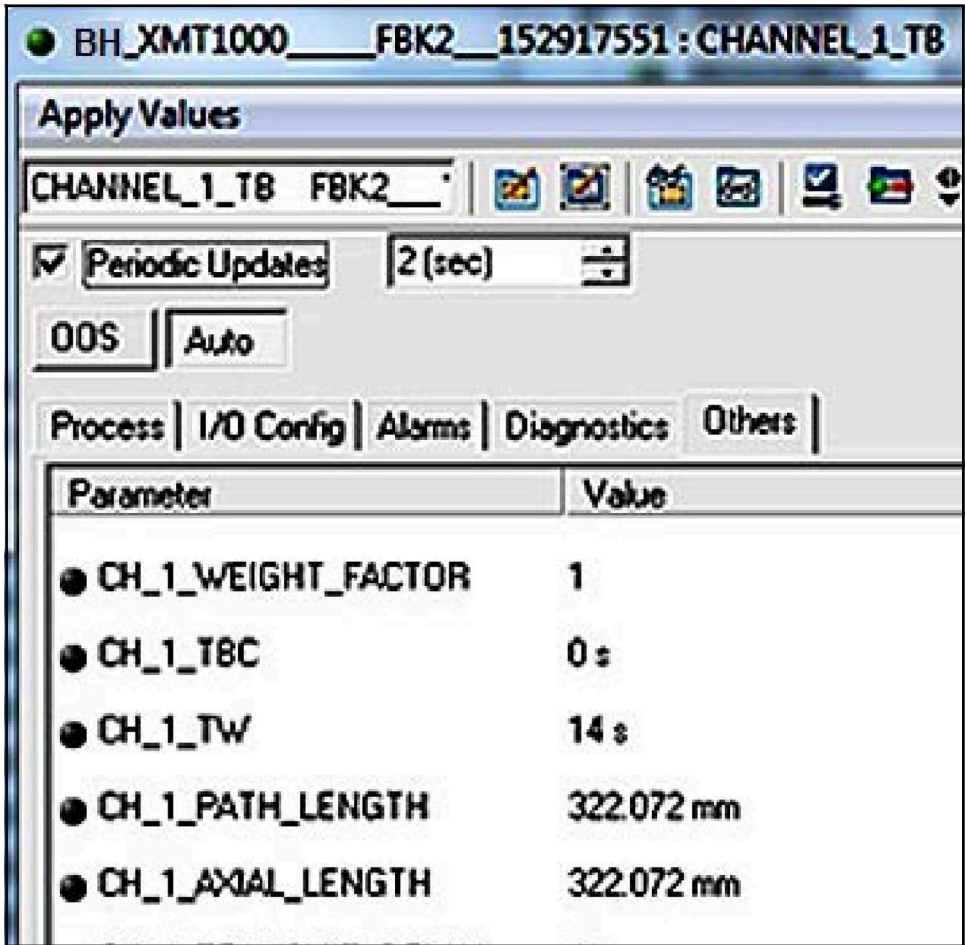 BH_XMT1000_____FBK2__152917551 : CHANNEL_1_TB
Apply Values
CHANNEL_1_TB FBK2___
Periodic Updates 2 (sec)
OOS Auto
Process I/O Config Alarms Diagnostics Others
Parameter Value
CH_1_WEIGHT_FACTOR 1
CH_1_TBC 0 s
CH_1_TW 14 s
CH_1_PATH_LENGTH 322.072 mm
CH_1_AXIAL_LENGTH 322.072 mm